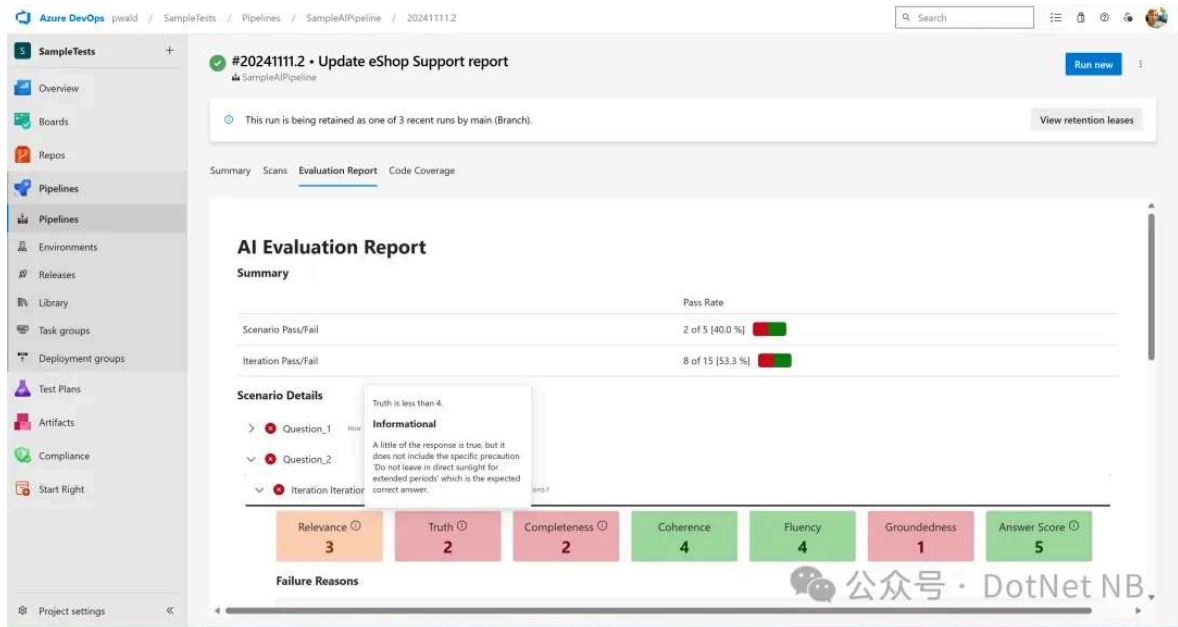 Azure DevOps pwald / SampleTests / Pipelines / SampleAIPipeline / 20241111.2
Search
S SampleTests +
#20241111.2 • Update eShop Support report
SampleAIPipeline
Run new
Overview
Boards
This run is being retained as one of 3 recent runs by main (Branch).
View retention leases
Repos
Summary Scans Evaluation Report Code Coverage
Pipelines
Pipelines
Environments
Releases
Library
Task groups
Deployment groups
Test Plans
Artifacts
Compliance
Start Right
Project settings
AI Evaluation Report
Summary
Pass Rate
Scenario Pass/Fail 2 of 5 [40.0 %]
Iteration Pass/Fail 8 of 15 [53.3 %]
Scenario Details
Question_1 How
Question_2
Iteration Iteration
Truth is less than 4.
Informational
A little of the response is true, but it
does not include the specific precaution
'Do not leave in direct sunlight for
extended periods' which is the expected
correct answer.
Relevance Truth Completeness Coherence Fluency Groundedness Answer Score
3 2 2 4 4 1 5
Failure Reasons
公众号 · DotNet NB